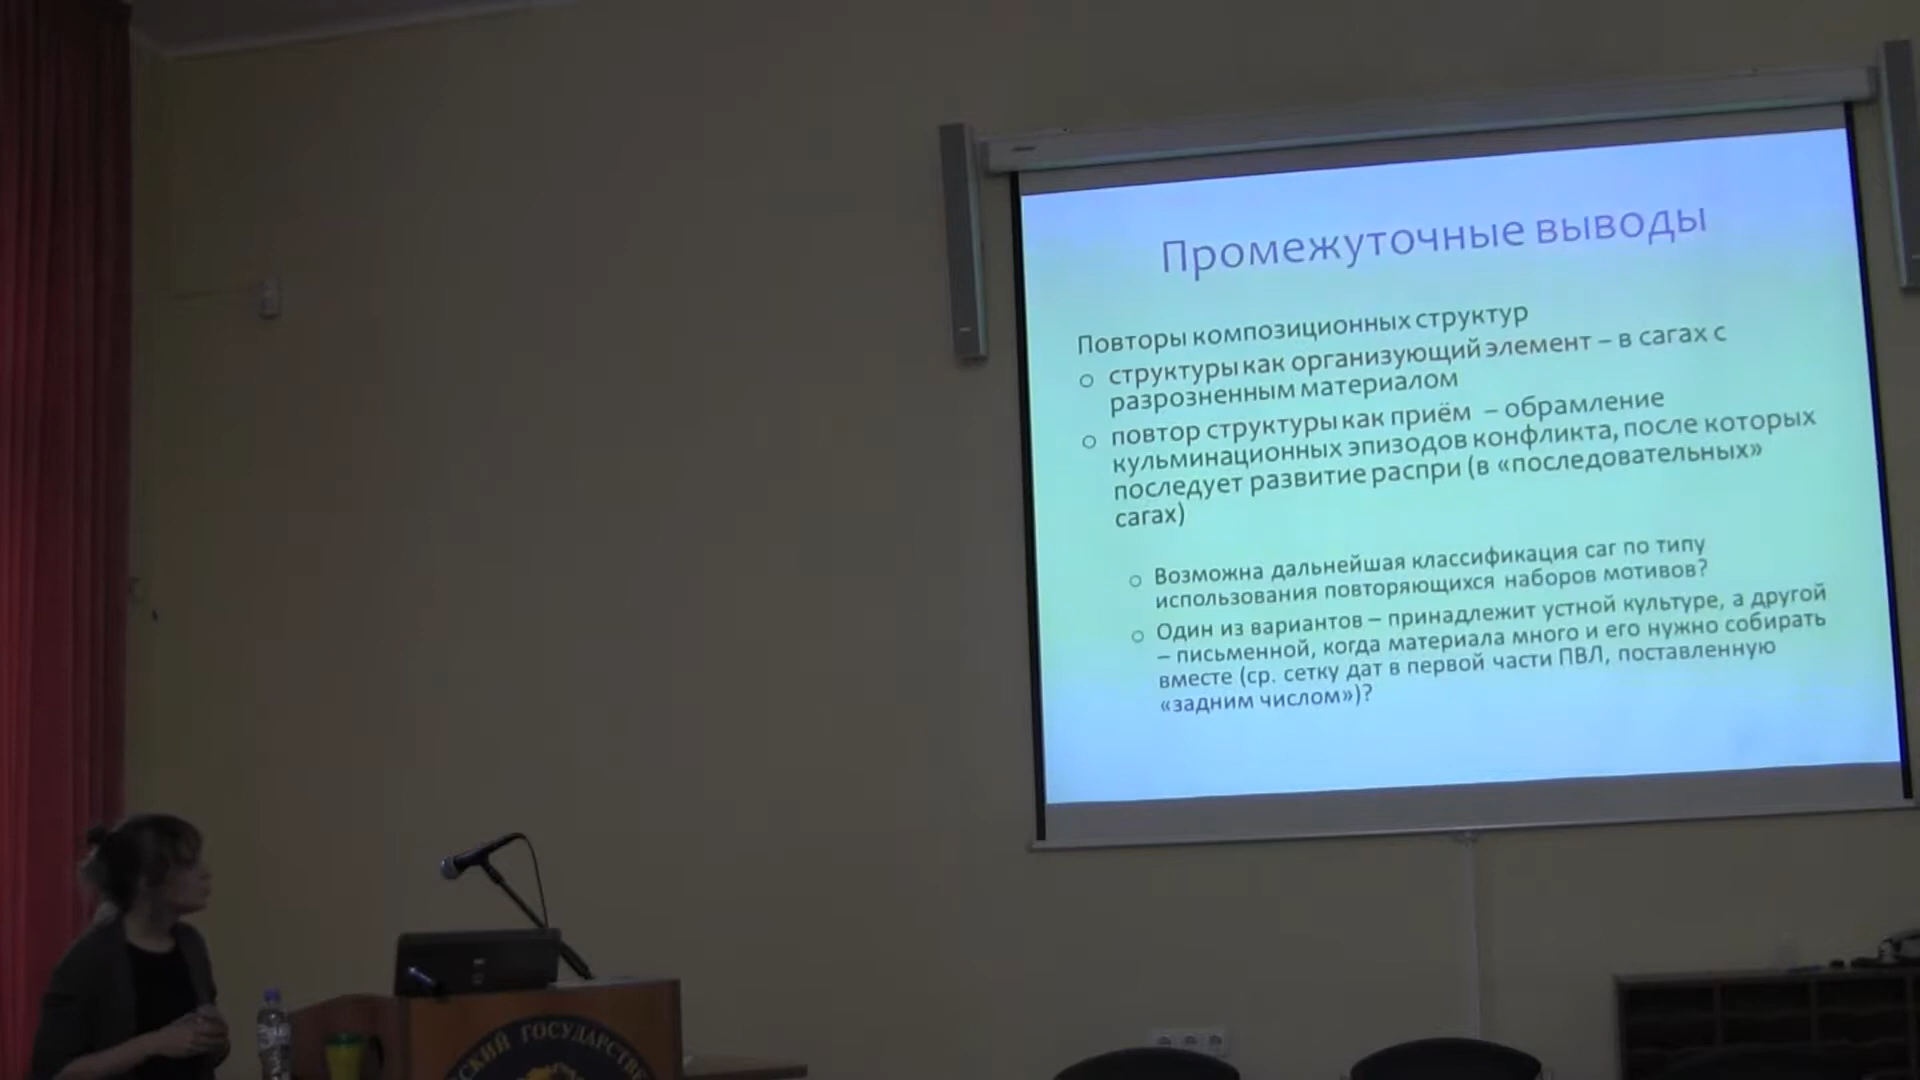 Промежуточные выводы
Повторы композиционных структур
структуры как организующий элемент – в сагах с
разрозненным материалом
повтор структуры как приём – обрамление
кульминационных эпизодов конфликта, после которых
последует развитие распри (в «последовательных»
сагах)
Возможна дальнейшая классификация саг по типу
использования повторяющихся наборов мотивов?
Один из вариантов – принадлежит устной культуре, а другой
– письменной, когда материала много и его нужно собирать
вместе (ср. сетку дат в первой части ПВЛ, поставленную
«задним числом»)?
СКИЙ ГОСУДАРСТВЕ